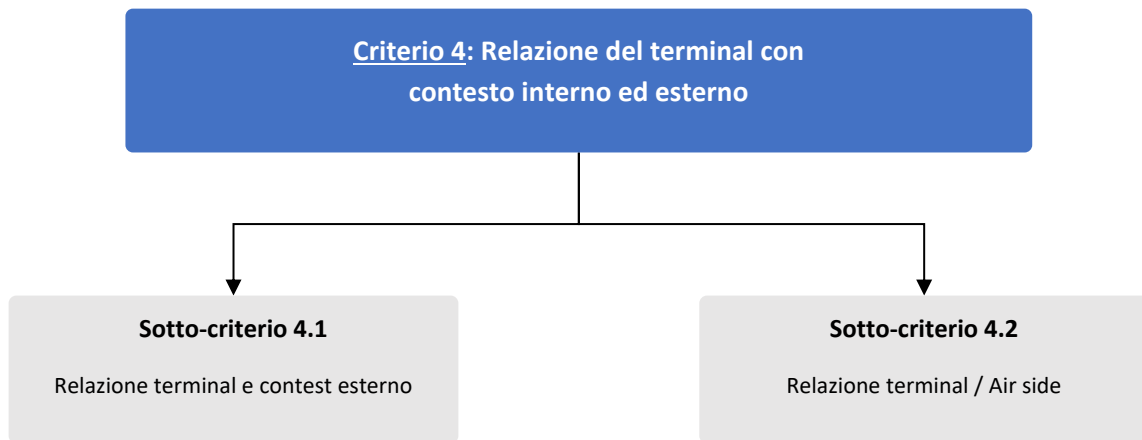 Criterio 4: Relazione del terminal con
contesto interno ed esterno
Sotto-criterio 4.1
Relazione terminal e contest esterno
Sotto-criterio 4.2
Relazione terminal / Air side